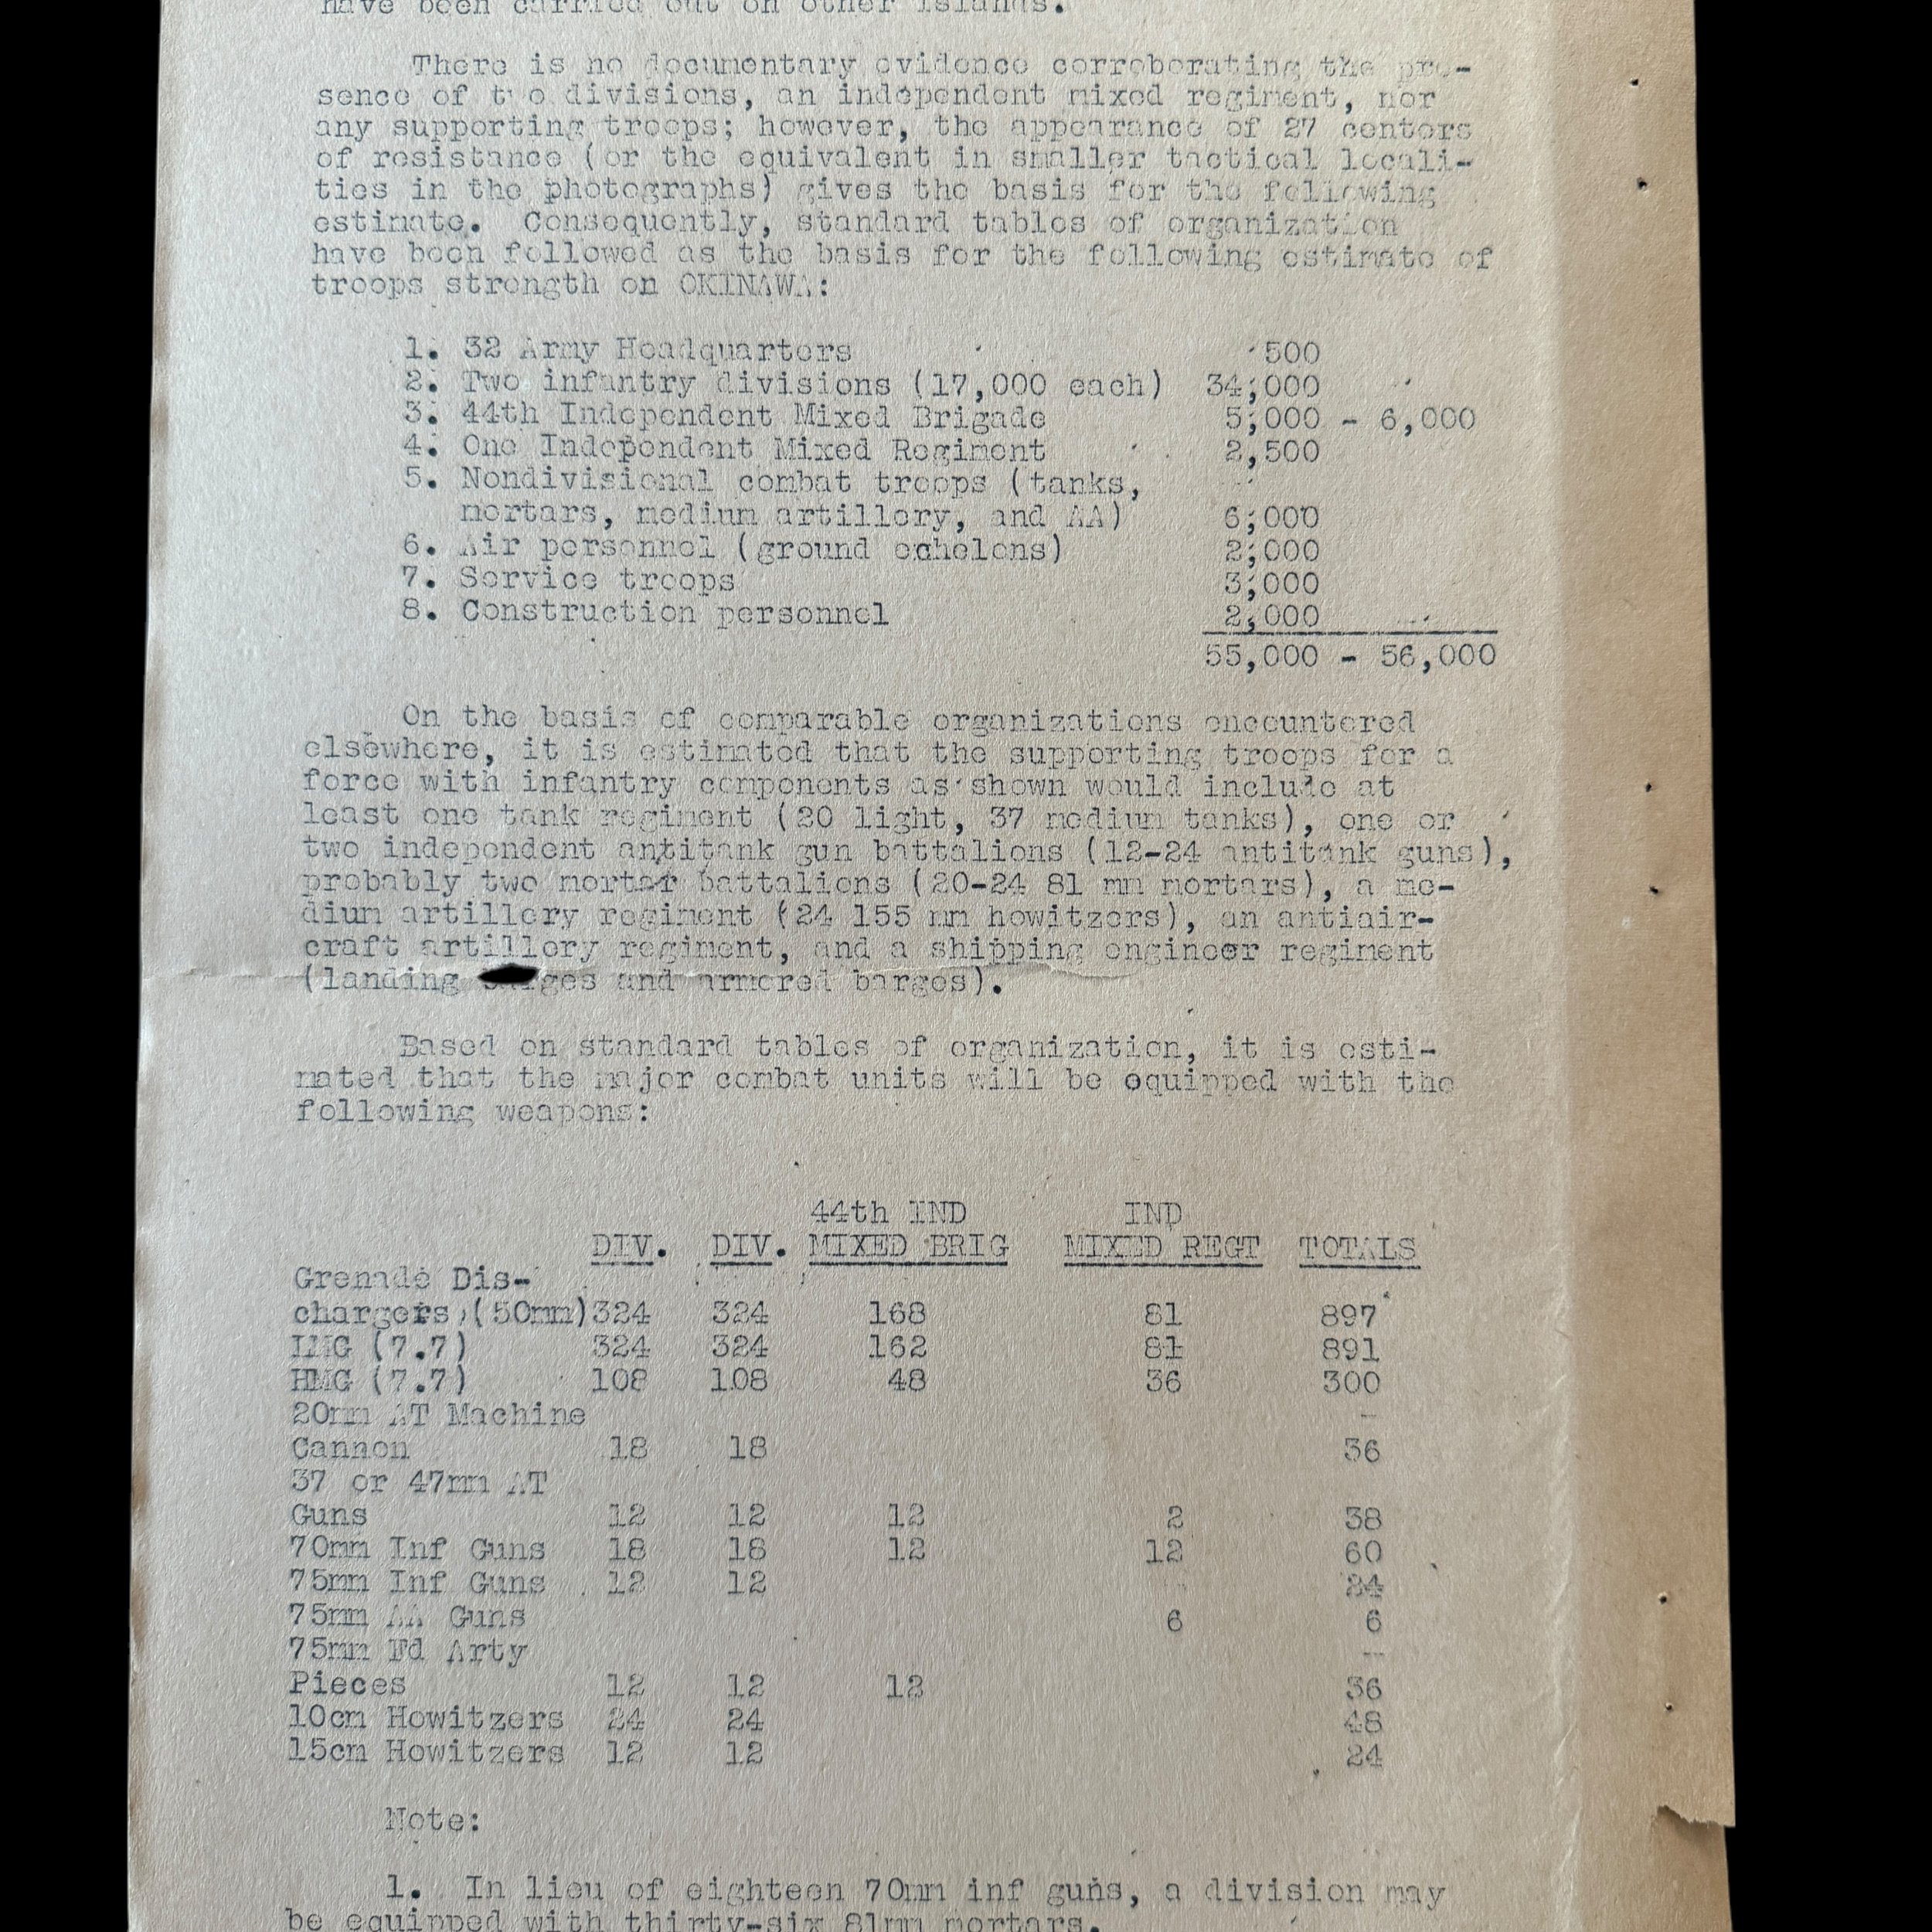 have been carried out on other islands.
There is no documentary evidence corroborating the pre-
sence of two divisions, an independent mixed regiment, nor
any supporting troops; however, the appearance of 27 centers
of resistance (or the equivalent in smaller tactical locali-
ties in the photographs) gives the basis for the following
estimate. Consequently, standard tables of organization
have been followed as the basis for the following estimate of
troops strength on OKINAWA:
1. 32 Army Headquarters 500
2. Two infantry divisions (17,000 each) 34,000
3. 44th Independent Mixed Brigade 5,000 - 6,000
4. One Independent Mixed Regiment 2,500
5. Nondivisional combat troops (tanks,
mortars, medium artillery, and AA) 6,000
6. Air personnel (ground echelons) 2,000
7. Service troops 3,000
8. Construction personnel 2,000
55,000 - 56,000
On the basis of comparable organizations encountered
elsewhere, it is estimated that the supporting troops for a
force with infantry components as shown would include at
least one tank regiment (20 light, 37 medium tanks), one or
two independent antitank gun battalions (12-24 antitank guns),
probably two mortar battalions (20-24 81 mm mortars), a me-
dium artillery regiment (24 155 mm howitzers), an antiair-
craft artillery regiment, and a shipping engineer regiment
(landing barges and armored barges).
Based on standard tables of organization, it is esti-
mated that the major combat units will be equipped with the
following weapons:
44th IND IND
DIV. DIV. MIXED BRIG MIXED REGT TOTALS
Grenade Dis-
chargers (50mm) 324 324 168 81 897
LMG (7.7) 324 324 162 81 891
HMG (7.7) 108 108 48 36 300
20mm AT Machine
Cannon 18 18 36
37 or 47mm AT
Guns 12 12 12 2 38
70mm Inf Guns 18 18 12 12 60
75mm Inf Guns 12 12 24
75mm AA Guns 6 6
75mm Fd Arty
Pieces 12 12 12 36
10cm Howitzers 24 24 48
15cm Howitzers 12 12 24
Note:
1. In lieu of eighteen 70mm inf guns, a division may
be equipped with thirty-six 81mm mortars.